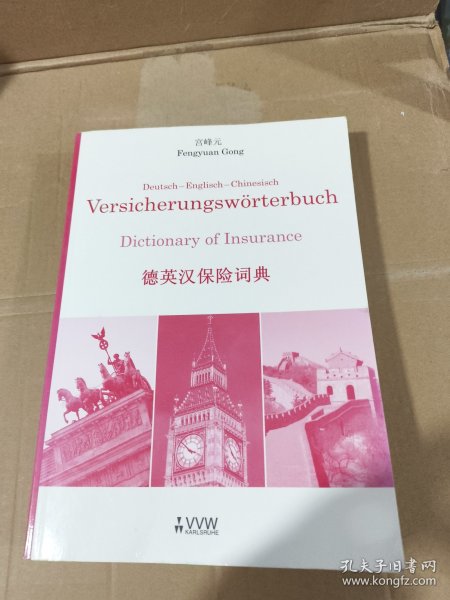 宫峰元
Fengyuan Gong
Deutsch – Englisch – Chinesisch
Versicherungswörterbuch
Dictionary of Insurance
德英汉保险词典
VVW
KARLSRUHE
孔夫子旧书网
www.kongfz.com